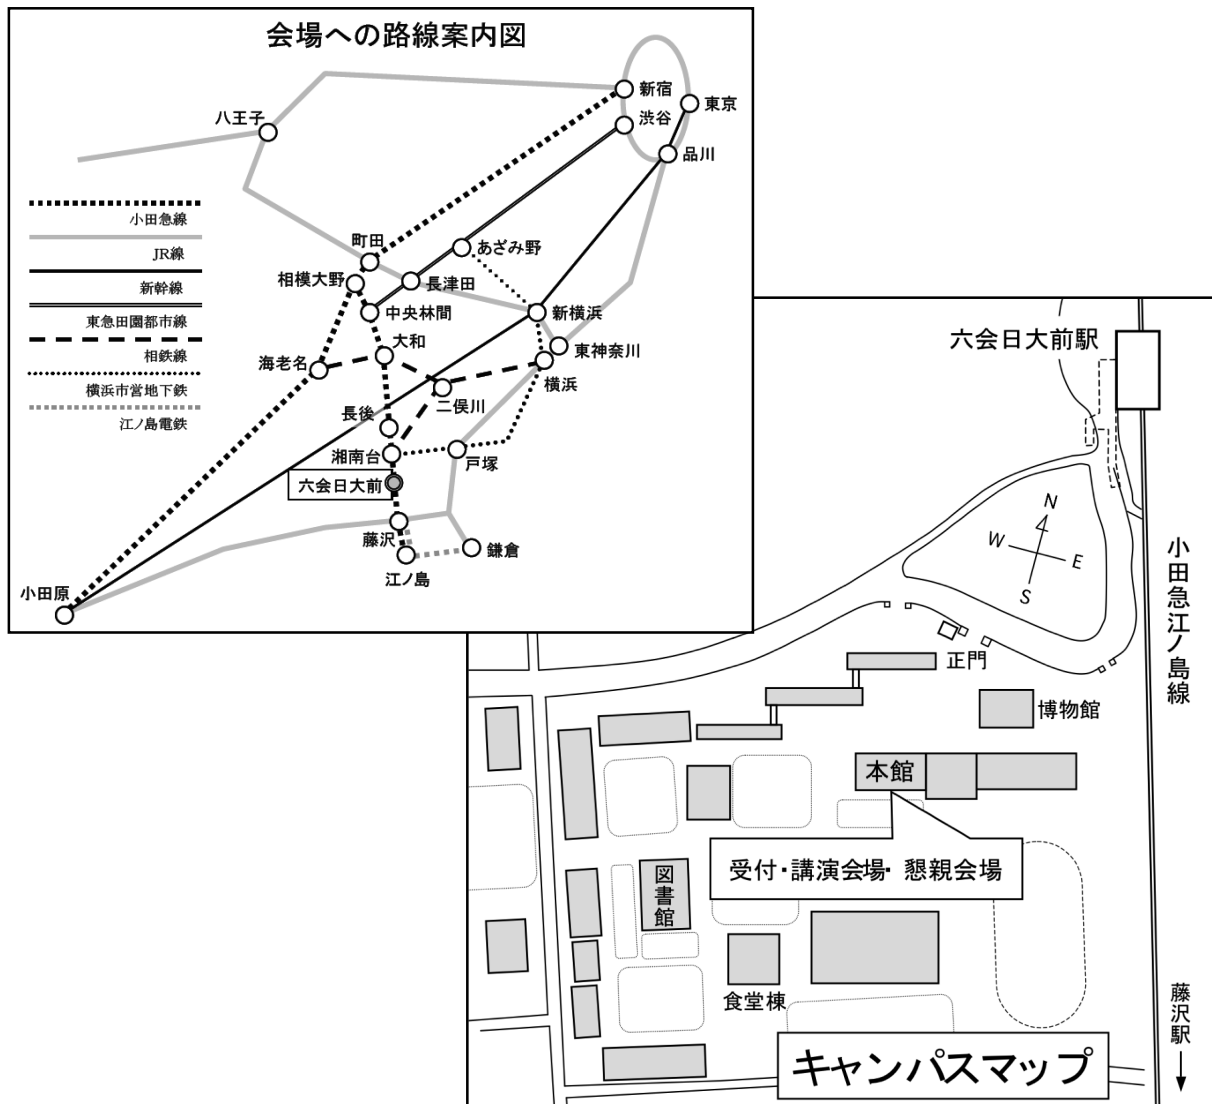 会場への路線案内図
新宿
東京
八王子
渋谷
品川
小田急線
JR線
新幹線
東急田園都市線
相鉄線
横浜市営地下鉄
江ノ島電鉄
町田
あざみ野
相模大野
長津田
中央林間
新横浜
大和
東神奈川
海老名
横浜
二俣川
長後
湘南台
戸塚
六会日大前
藤沢
鎌倉
江ノ島
小田原
六会日大前駅
N
W
E
S
小田急江ノ島線
正門
博物館
本館
受付・講演会場・懇親会場
図書館
食堂棟
藤沢駅
キャンパスマップ